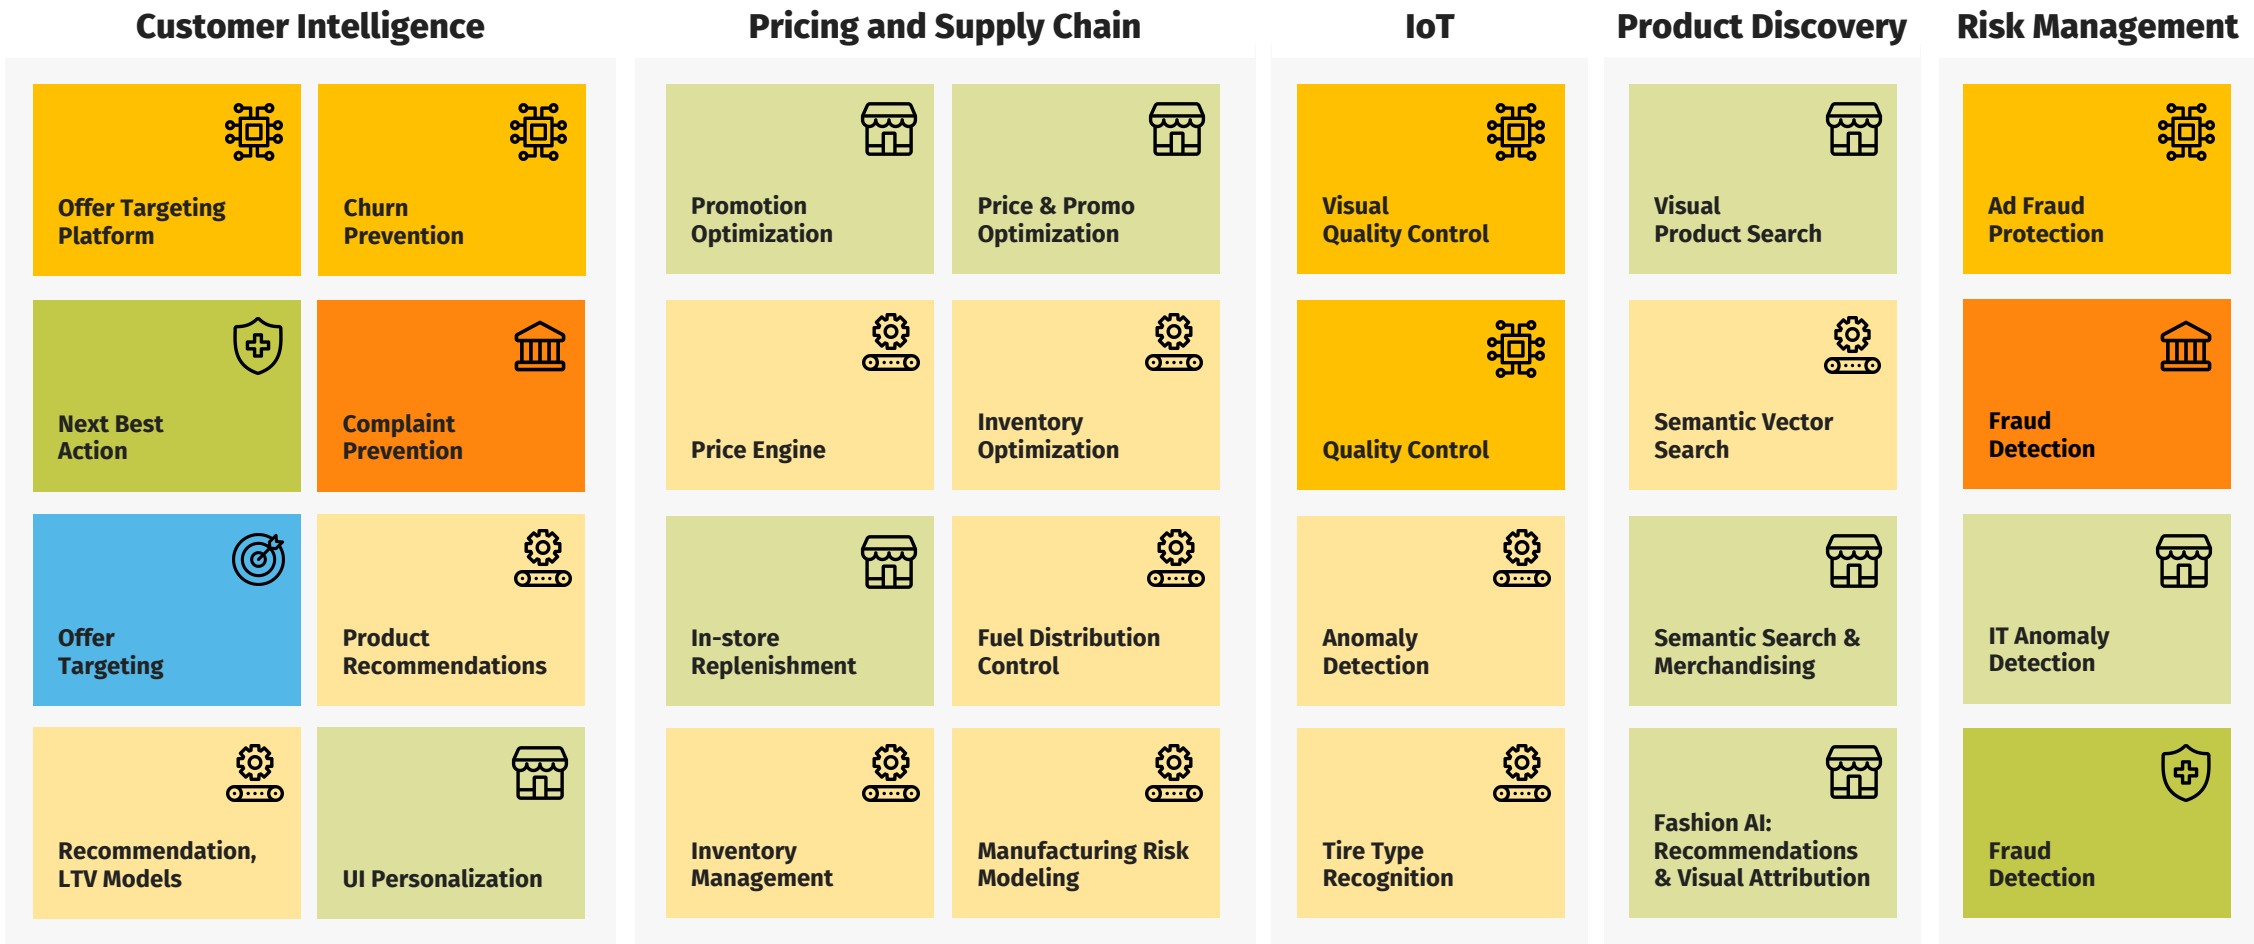 Customer Intelligence
Offer Targeting
Platform
Churn
Prevention
Next Best
Action
Complaint
Prevention
Offer
Targeting
Product
Recommendations
Recommendation,
LTV Models
UI Personalization
Pricing and Supply Chain
Promotion
Optimization
Price & Promo
Optimization
Price Engine
Inventory
Optimization
In-store
Replenishment
Fuel Distribution
Control
Inventory
Management
Manufacturing Risk
Modeling
IoT
Visual
Quality Control
Quality Control
Anomaly
Detection
Tire Type
Recognition
Product Discovery
Visual
Product Search
Semantic Vector
Search
Semantic Search &
Merchandising
Fashion AI:
Recommendations
& Visual Attribution
Risk Management
Ad Fraud
Protection
Fraud
Detection
IT Anomaly
Detection
Fraud
Detection